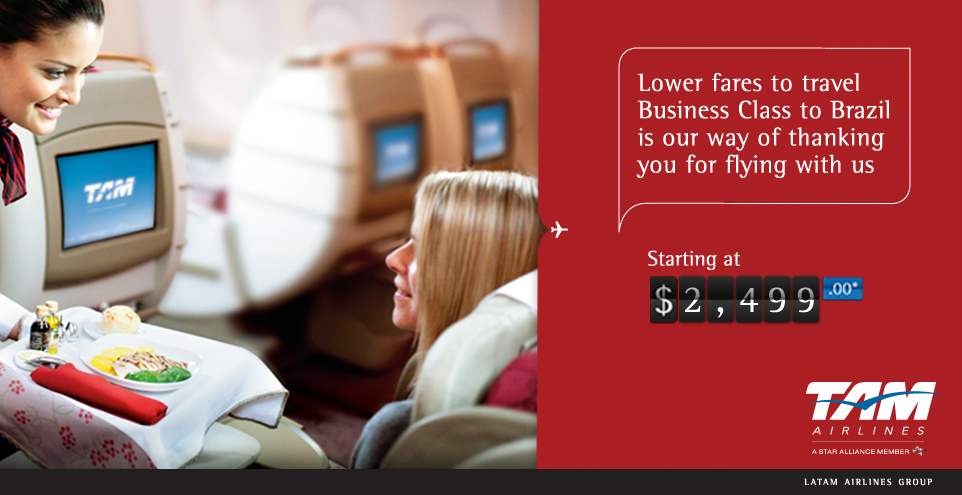 TAM
Lower fares to travel
Business Class to Brazil
is our way of thanking
you for flying with us
Starting at
$2,499.00*
TAM
AIRLINES
A STAR ALLIANCE MEMBER
LATAM AIRLINES GROUP